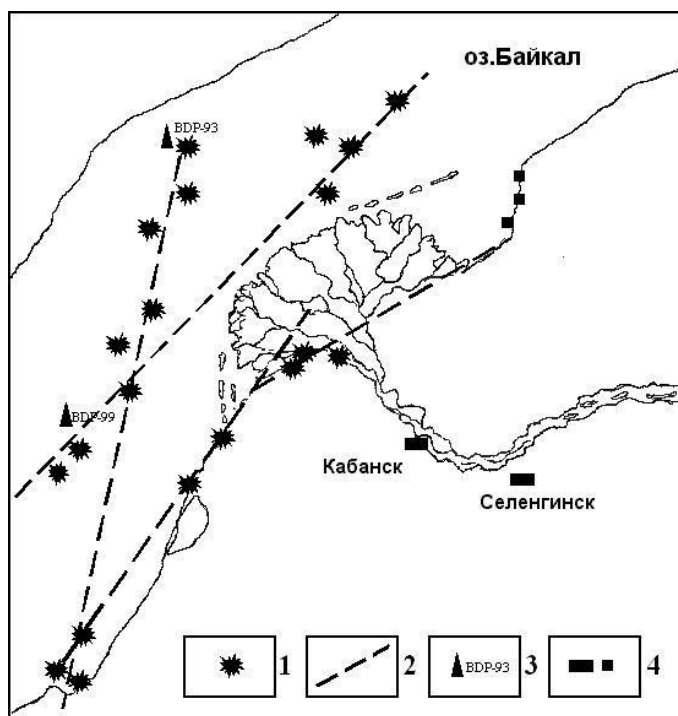 оз.Байкал
BDP-93
BDP-99
Кабанск
Селенгинск
1 2 BDP-93 3 4